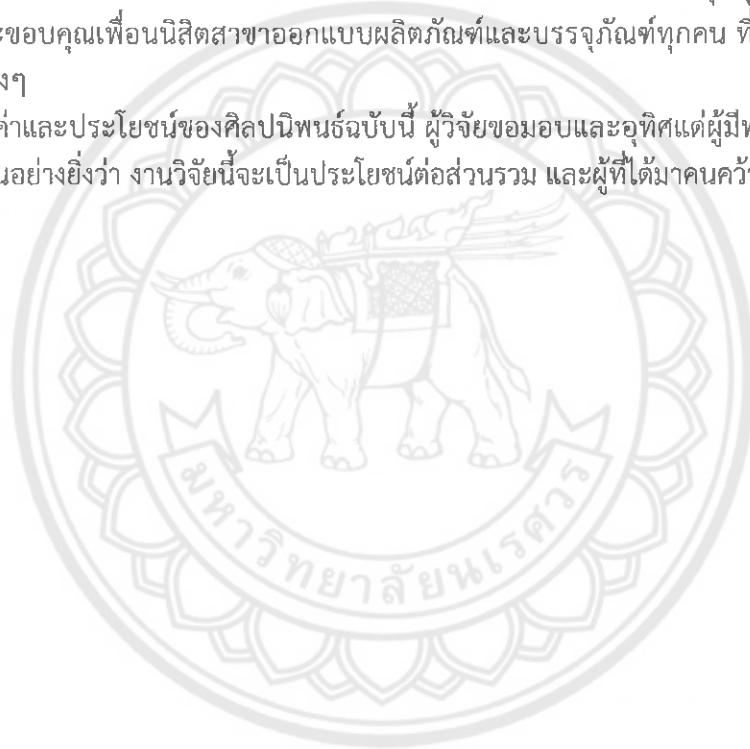 ขอบคุณเพื่อนนิสิตสาขาออกแบบผลิตภัณฑ์และบรรจุภัณฑ์ทุกคน
งๆ
ค่าและประโยชน์ของศิลปนิพนธ์ฉบับนี้ ผู้วิจัยขอมอบและอุทิศแด่ผู้มี
อย่างยิ่งว่า งานวิจัยนี้จะเป็นประโยชน์ต่อส่วนรวม และผู้ที่ได้มาคนคว้
มหาวิทยาลัยนเรศวร